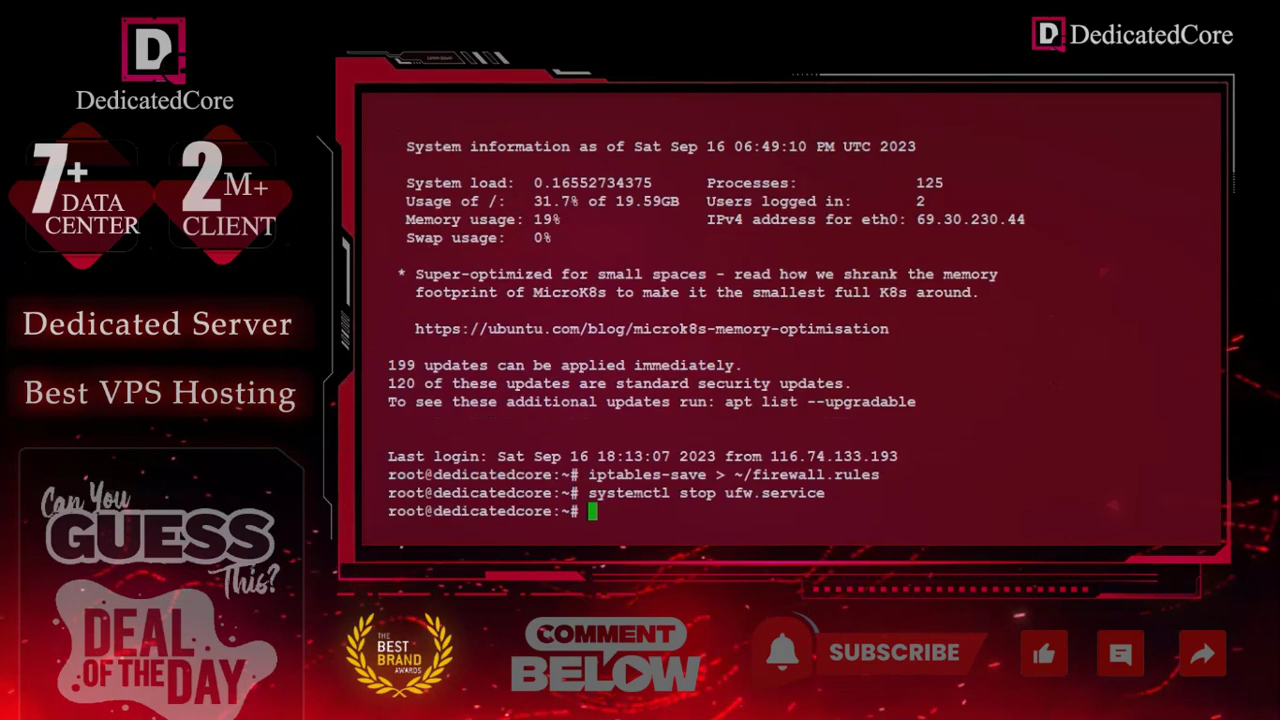 DedicatedCore
DedicatedCore
7+
DATA
CENTER
2
M+
CLIENT
Dedicated Server
Best VPS Hosting
CAN YOU
GUESS
This?
DEAL
OF THE
DAY
System information as of Sat Sep 16 06:49:10 PM UTC 2023
System load: 0.16552734375 Processes: 125
Usage of /: 31.7% of 19.59GB Users logged in: 2
Memory usage: 19% IPv4 address for eth0: 69.30.230.44
Swap usage: 0%
* Super-optimized for small spaces - read how we shrank the memory
footprint of MicroK8s to make it the smallest full K8s around.
https://ubuntu.com/blog/microk8s-memory-optimisation
199 updates can be applied immediately.
120 of these updates are standard security updates.
To see these additional updates run: apt list --upgradable
Last login: Sat Sep 16 18:13:07 2023 from 116.74.133.193
root@dedicatedcore:~# iptables-save > ~/firewall.rules
root@dedicatedcore:~# systemctl stop ufw.service
root@dedicatedcore:~#
THE
BEST
BRAND
AWARDS
COMMENT
BELOW
SUBSCRIBE